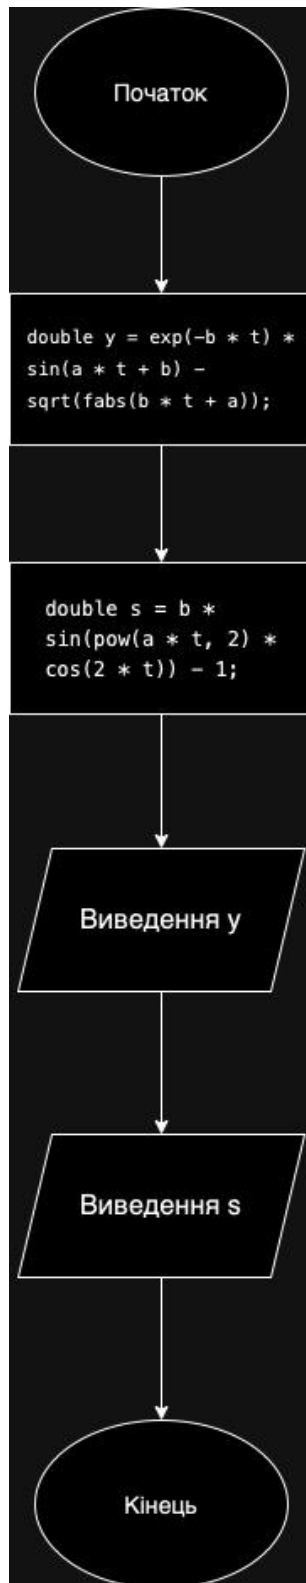 Початок
double y = exp(-b * t) *
sin(a * t + b) -
sqrt(fabs(b * t + a));
double s = b *
sin(pow(a * t, 2) *
cos(2 * t)) - 1;
Виведення y
Виведення s
Кінець